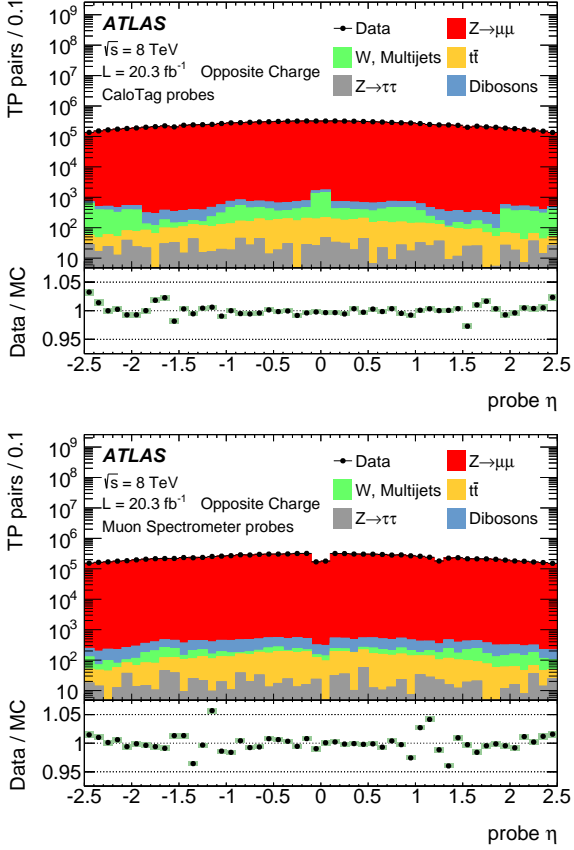 TP pairs / 0.1
10⁹
10⁸
10⁷
10⁶
10⁵
10⁴
10³
10²
10
ATLAS
√s = 8 TeV
L = 20.3 fb⁻¹ Opposite Charge
CaloTag probes
Data
Z→μμ
W, Multijets
tt̄
Z→ττ
Dibosons
Data / MC
1.05
1
0.95
-2.5 -2 -1.5 -1 -0.5 0 0.5 1 1.5 2 2.5
probe η
TP pairs / 0.1
10⁹
10⁸
10⁷
10⁶
10⁵
10⁴
10³
10²
10
ATLAS
√s = 8 TeV
L = 20.3 fb⁻¹ Opposite Charge
Muon Spectrometer probes
Data
Z→μμ
W, Multijets
tt̄
Z→ττ
Dibosons
Data / MC
1.05
1
0.95
-2.5 -2 -1.5 -1 -0.5 0 0.5 1 1.5 2 2.5
probe η